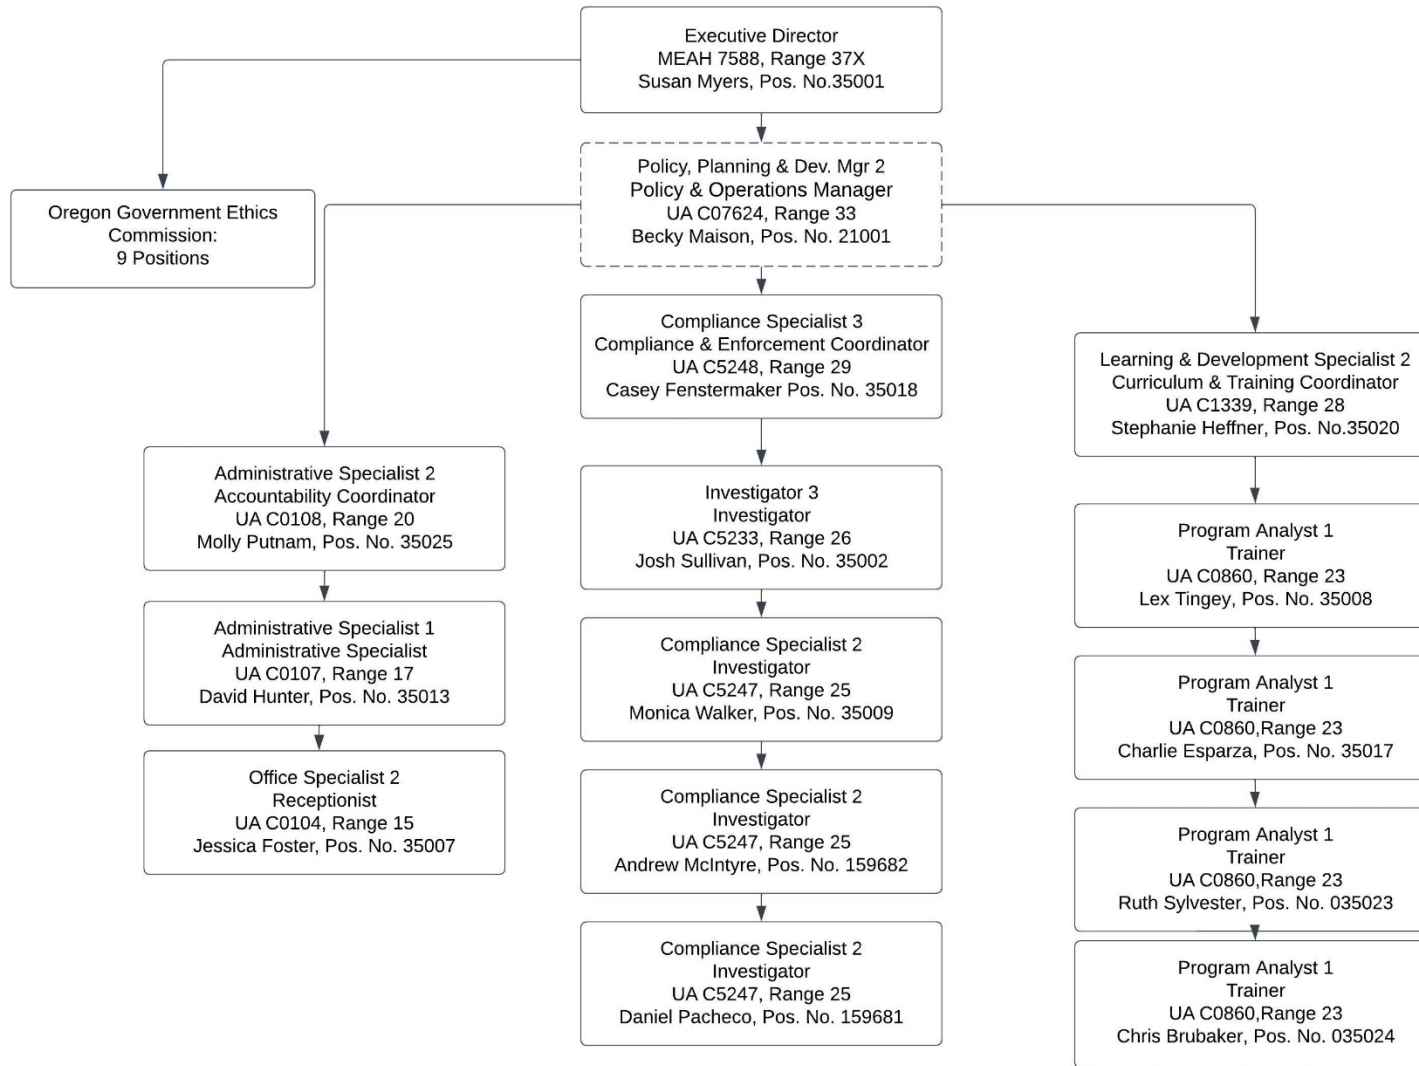 Executive Director
MEAH 7588, Range 37X
Susan Myers, Pos. No.35001
Policy, Planning & Dev. Mgr 2
Policy & Operations Manager
UA C07624, Range 33
Becky Maison, Pos. No. 21001
Oregon Government Ethics
Commission:
9 Positions
Compliance Specialist 3
Compliance & Enforcement Coordinator
UA C5248, Range 29
Casey Fenstermaker Pos. No. 35018
Learning & Development Specialist 2
Curriculum & Training Coordinator
UA C1339, Range 28
Stephanie Heffner, Pos. No.35020
Administrative Specialist 2
Accountability Coordinator
UA C0108, Range 20
Molly Putnam, Pos. No. 35025
Administrative Specialist 1
Administrative Specialist
UA C0107, Range 17
David Hunter, Pos. No. 35013
Office Specialist 2
Receptionist
UA C0104, Range 15
Jessica Foster, Pos. No. 35007
Investigator 3
Investigator
UA C5233, Range 26
Josh Sullivan, Pos. No. 35002
Compliance Specialist 2
Investigator
UA C5247, Range 25
Monica Walker, Pos. No. 35009
Compliance Specialist 2
Investigator
UA C5247, Range 25
Andrew McIntyre, Pos. No. 159682
Compliance Specialist 2
Investigator
UA C5247, Range 25
Daniel Pacheco, Pos. No. 159681
Program Analyst 1
Trainer
UA C0860, Range 23
Lex Tingey, Pos. No. 35008
Program Analyst 1
Trainer
UA C0860,Range 23
Charlie Esparza, Pos. No. 35017
Program Analyst 1
Trainer
UA C0860,Range 23
Ruth Sylvester, Pos. No. 035023
Program Analyst 1
Trainer
UA C0860,Range 23
Chris Brubaker, Pos. No. 035024